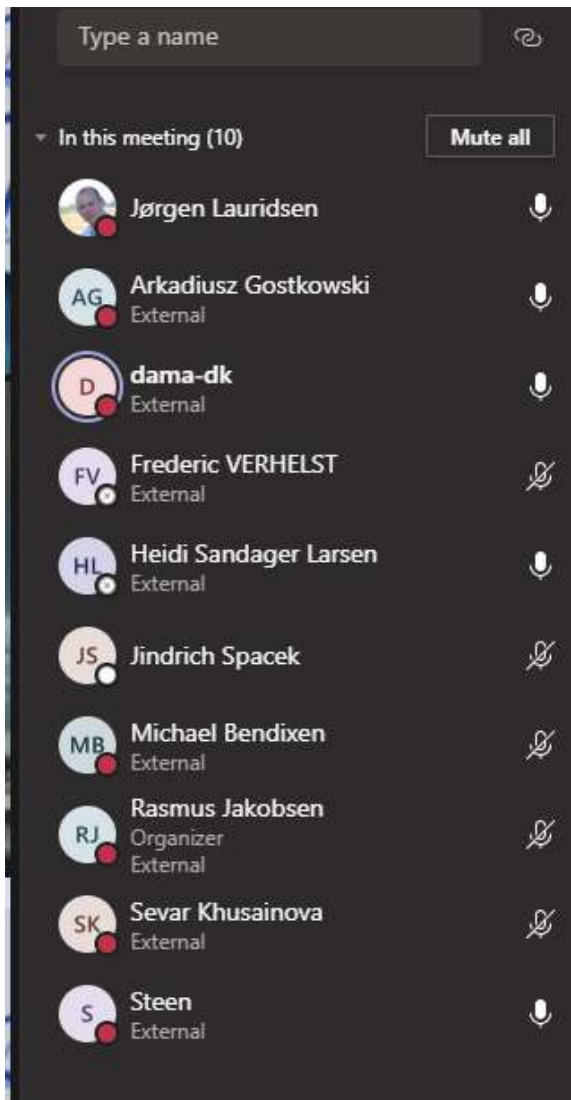 Type a name
In this meeting (10)
Mute all
Jørgen Lauridsen
AG
Arkadiusz Gostkowski
External
D
dama-dk
External
FV
Frederic VERHELST
External
HL
Heidi Sandager Larsen
External
JS
Jindrich Spacek
MB
Michael Bendixen
External
RJ
Rasmus Jakobsen
Organizer
External
SK
Sevar Khusainova
External
S
Steen
External